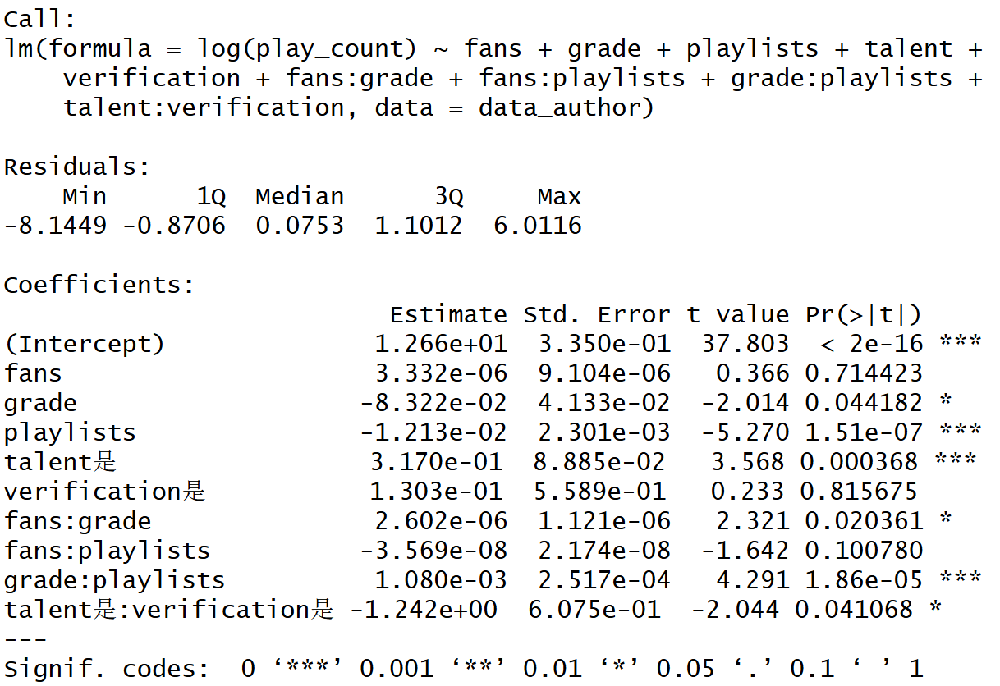 Call:
lm(formula = log(play_count) ~ fans + grade + playlists + talent +
    verification + fans:grade + fans:playlists + grade:playlists +
    talent:verification, data = data_author)

Residuals:
    Min      1Q  Median      3Q     Max
-8.1449 -0.8706  0.0753  1.1012  6.0116

Coefficients:
                          Estimate Std. Error t value Pr(>|t|)
(Intercept)              1.266e+01  3.350e-01  37.803  < 2e-16 ***
fans                     3.332e-06  9.104e-06   0.366 0.714423
grade                   -8.322e-02  4.133e-02  -2.014 0.044182 *
playlists               -1.213e-02  2.301e-03  -5.270 1.51e-07 ***
talent是                 3.170e-01  8.885e-02   3.568 0.000368 ***
verification是           1.303e-01  5.589e-01   0.233 0.815675
fans:grade               2.602e-06  1.121e-06   2.321 0.020361 *
fans:playlists          -3.569e-08  2.174e-08  -1.642 0.100780
grade:playlists          1.080e-03  2.517e-04   4.291 1.86e-05 ***
talent是:verification是 -1.242e+00  6.075e-01  -2.044 0.041068 *
---
Signif. codes:  0 ‘***’ 0.001 ‘**’ 0.01 ‘*’ 0.05 ‘.’ 0.1 ‘ ’ 1